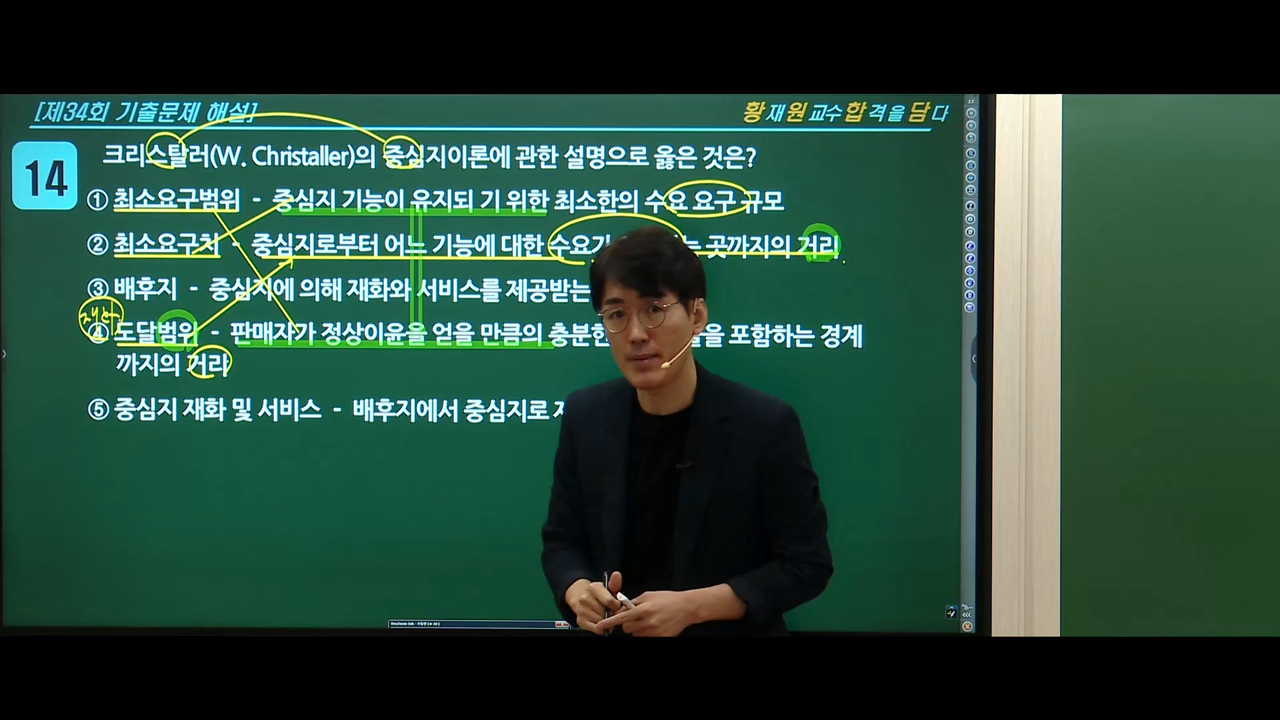 [제34회 기출문제 해설]
황재원 교수 합격을 담다
14
크리스탈러(W. Christaller)의 중심지이론에 관한 설명으로 옳은 것은?
① 최소요구범위 - 중심지 기능이 유지되 기 위한 최소한의 수요 요구 규모
② 최소요구치 - 중심지로부터 어느 기능에 대한 수요가 곳까지의 거리
③ 배후지 - 중심지에 의해 재화와 서비스를 제공받는
재화
④ 도달범위 - 판매자가 정상이윤을 얻을 만큼의 충분한 포함하는 경계
까지의 거리
⑤ 중심지 재화 및 서비스 - 배후지에서 중심지로